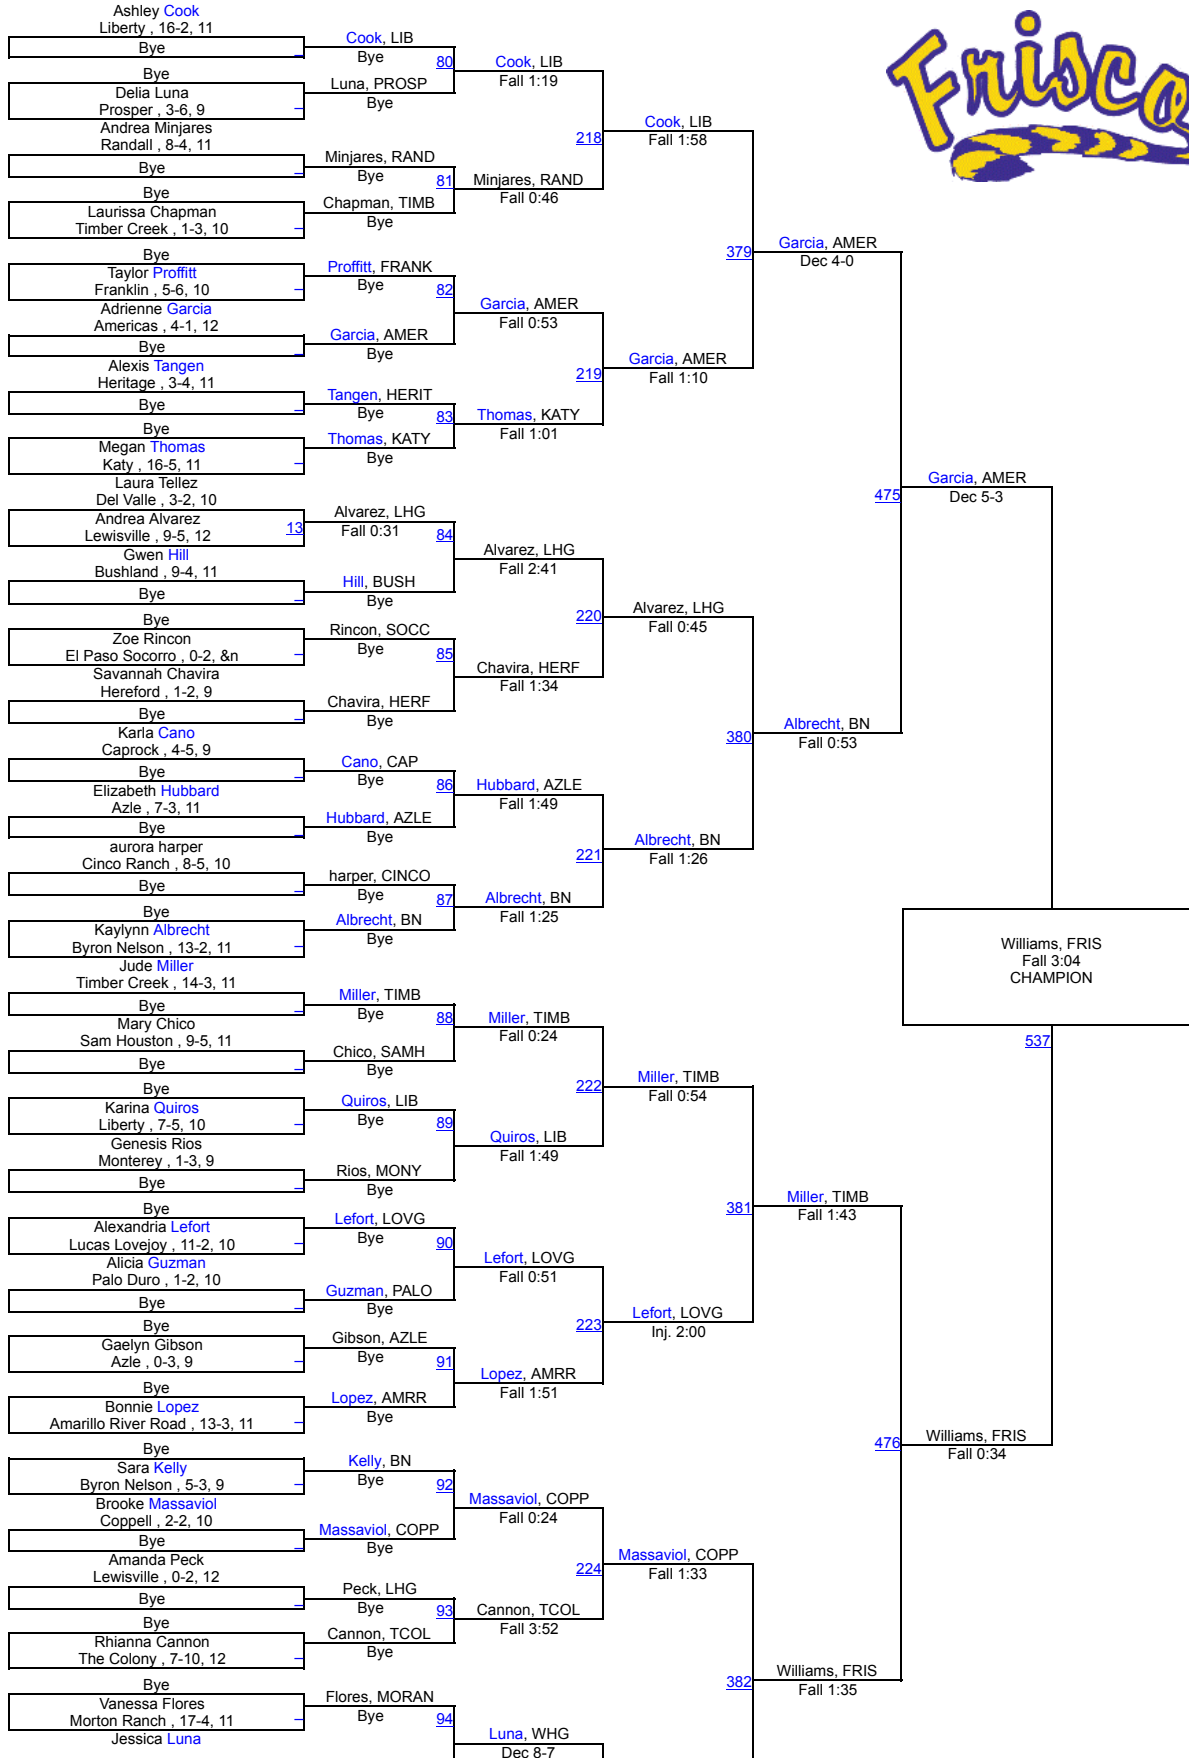 Ashley Cook
Liberty , 16-2, 11
Bye
Bye
Delia Luna
Prosper , 3-6, 9
Andrea Minjares
Randall , 8-4, 11
Bye
Bye
Laurissa Chapman
Timber Creek , 1-3, 10
Bye
Taylor Proffitt
Franklin , 5-6, 10
Adrienne Garcia
Americas , 4-1, 12
Bye
Alexis Tangen
Heritage , 3-4, 11
Bye
Bye
Megan Thomas
Katy , 16-5, 11
Laura Tellez
Del Valle , 3-2, 10
Andrea Alvarez
Lewisville , 9-5, 12
13
Gwen Hill
Bushland , 9-4, 11
Bye
Bye
Zoe Rincon
El Paso Socorro , 0-2, &n
Savannah Chavira
Hereford , 1-2, 9
Bye
Karla Cano
Caprock , 4-5, 9
Bye
Elizabeth Hubbard
Azle , 7-3, 11
Bye
aurora harper
Cinco Ranch , 8-5, 10
Bye
Bye
Kaylynn Albrecht
Byron Nelson , 13-2, 11
Jude Miller
Timber Creek , 14-3, 11
Bye
Mary Chico
Sam Houston , 9-5, 11
Bye
Bye
Karina Quiros
Liberty , 7-5, 10
Genesis Rios
Monterey , 1-3, 9
Bye
Bye
Alexandria Lefort
Lucas Lovejoy , 11-2, 10
Alicia Guzman
Palo Duro , 1-2, 10
Bye
Bye
Gaelyn Gibson
Azle , 0-3, 9
Bye
Bonnie Lopez
Amarillo River Road , 13-3, 11
Bye
Sara Kelly
Byron Nelson , 5-3, 9
Brooke Massaviol
Coppell , 2-2, 10
Bye
Amanda Peck
Lewisville , 0-2, 12
Bye
Bye
Rhianna Cannon
The Colony , 7-10, 12
Bye
Vanessa Flores
Morton Ranch , 17-4, 11
Jessica Luna
Cook, LIB
Bye
80
Luna, PROSP
Bye
Minjares, RAND
Bye
81
Chapman, TIMB
Bye
Proffitt, FRANK
Bye
82
Garcia, AMER
Bye
Tangen, HERIT
Bye
83
Thomas, KATY
Bye
Alvarez, LHG
Fall 0:31
84
Hill, BUSH
Bye
Rincon, SOCC
Bye
85
Chavira, HERF
Bye
Cano, CAP
Bye
86
Hubbard, AZLE
Bye
harper, CINCO
Bye
87
Albrecht, BN
Bye
Miller, TIMB
Bye
88
Chico, SAMH
Bye
Quiros, LIB
Bye
89
Rios, MONY
Bye
Lefort, LOVG
Bye
90
Guzman, PALO
Bye
Gibson, AZLE
Bye
91
Lopez, AMRR
Bye
Kelly, BN
Bye
92
Massaviol, COPP
Bye
Peck, LHG
Bye
93
Cannon, TCOL
Bye
Flores, MORAN
Bye
94
Cook, LIB
Fall 1:19
218
Minjares, RAND
Fall 0:46
Garcia, AMER
Fall 0:53
219
Thomas, KATY
Fall 1:01
Alvarez, LHG
Fall 2:41
220
Chavira, HERF
Fall 1:34
Hubbard, AZLE
Fall 1:49
221
Albrecht, BN
Fall 1:25
Miller, TIMB
Fall 0:24
222
Quiros, LIB
Fall 1:49
Lefort, LOVG
Fall 0:51
223
Lopez, AMRR
Fall 1:51
Massaviol, COPP
Fall 0:24
224
Cannon, TCOL
Fall 3:52
Luna, WHG
Dec 8-7
Cook, LIB
Fall 1:58
379
Garcia, AMER
Fall 1:10
Alvarez, LHG
Fall 0:45
380
Albrecht, BN
Fall 1:26
Miller, TIMB
Fall 0:54
381
Lefort, LOVG
Inj. 2:00
Massaviol, COPP
Fall 1:33
382
Garcia, AMER
Dec 4-0
475
Albrecht, BN
Fall 0:53
Miller, TIMB
Fall 1:43
476
Williams, FRIS
Fall 1:35
Garcia, AMER
Dec 5-3
Williams, FRIS
Fall 0:34
Frisco
Williams, FRIS
Fall 3:04
CHAMPION
537